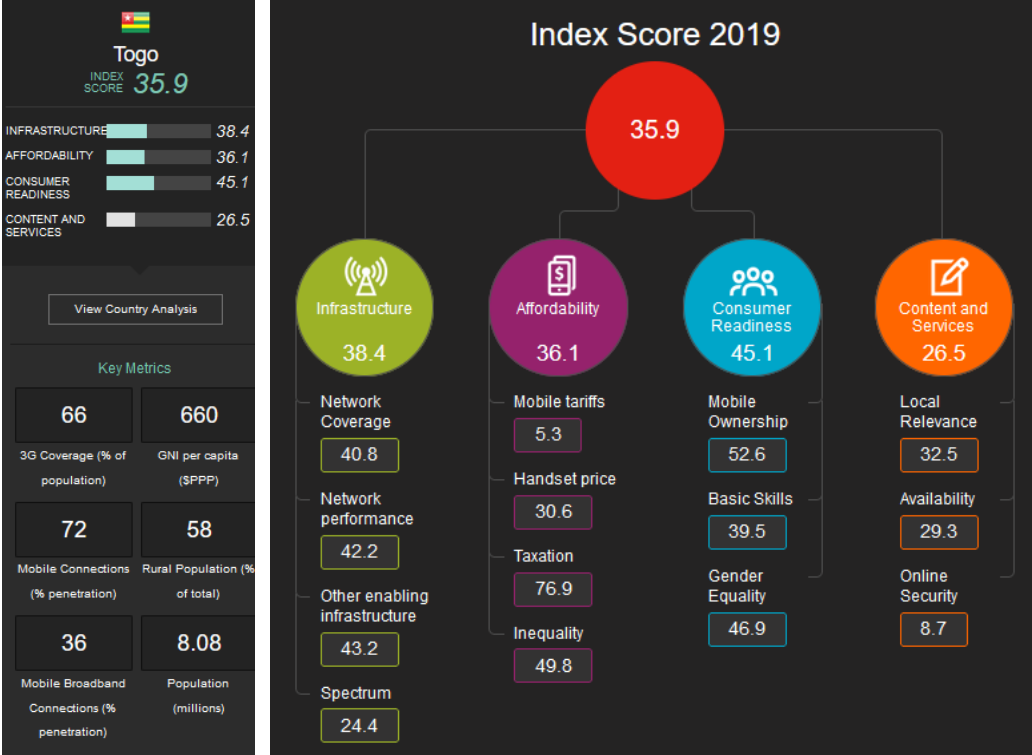 Togo
INDEX
SCORE 35.9
INFRASTRUCTURE 38.4
AFFORDABILITY 36.1
CONSUMER
READINESS 45.1
CONTENT AND
SERVICES 26.5
View Country Analysis
Key Metrics
66
3G Coverage (% of
population)
660
GNI per capita
($PPP)
72
Mobile Connections
(% penetration)
58
Rural Population (%
of total)
36
Mobile Broadband
Connections (%
penetration)
8.08
Population
(millions)
Index Score 2019
35.9
Infrastructure
38.4
Network
Coverage
40.8
Network
performance
42.2
Other enabling
infrastructure
43.2
Spectrum
24.4
$
Affordability
36.1
Mobile tariffs
5.3
Handset price
30.6
Taxation
76.9
Inequality
49.8
Consumer
Readiness
45.1
Mobile
Ownership
52.6
Basic Skills
39.5
Gender
Equality
46.9
Content and
Services
26.5
Local
Relevance
32.5
Availability
29.3
Online
Security
8.7